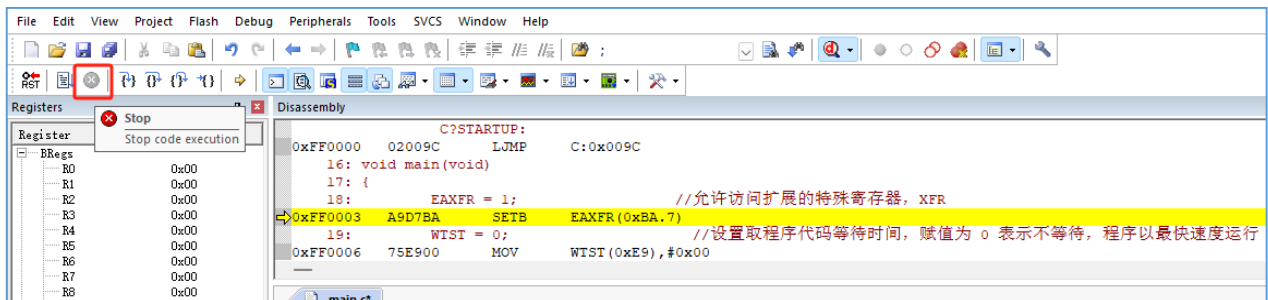 File Edit View Project Flash Debug Peripherals Tools SVCS Window Help
RST
Registers
Disassembly
Stop
Stop code execution
Register
BRegs
R0 0x00
R1 0x00
R2 0x00
R3 0x00
R4 0x00
R5 0x00
R6 0x00
R7 0x00
R8 0x00
C?STARTUP:
0xFF0000 02009C LJMP C:0x009C
16: void main(void)
17: {
18: EAXFR = 1; //允许访问扩展的特殊寄存器，XFR
0xFF0003 A9D7BA SETB EAXFR(0xBA.7)
19: WTST = 0; //设置取程序代码等待时间，赋值为 0 表示不等待，程序以最快速度运行
0xFF0006 75E900 MOV WTST(0xE9),#0x00
main.c*